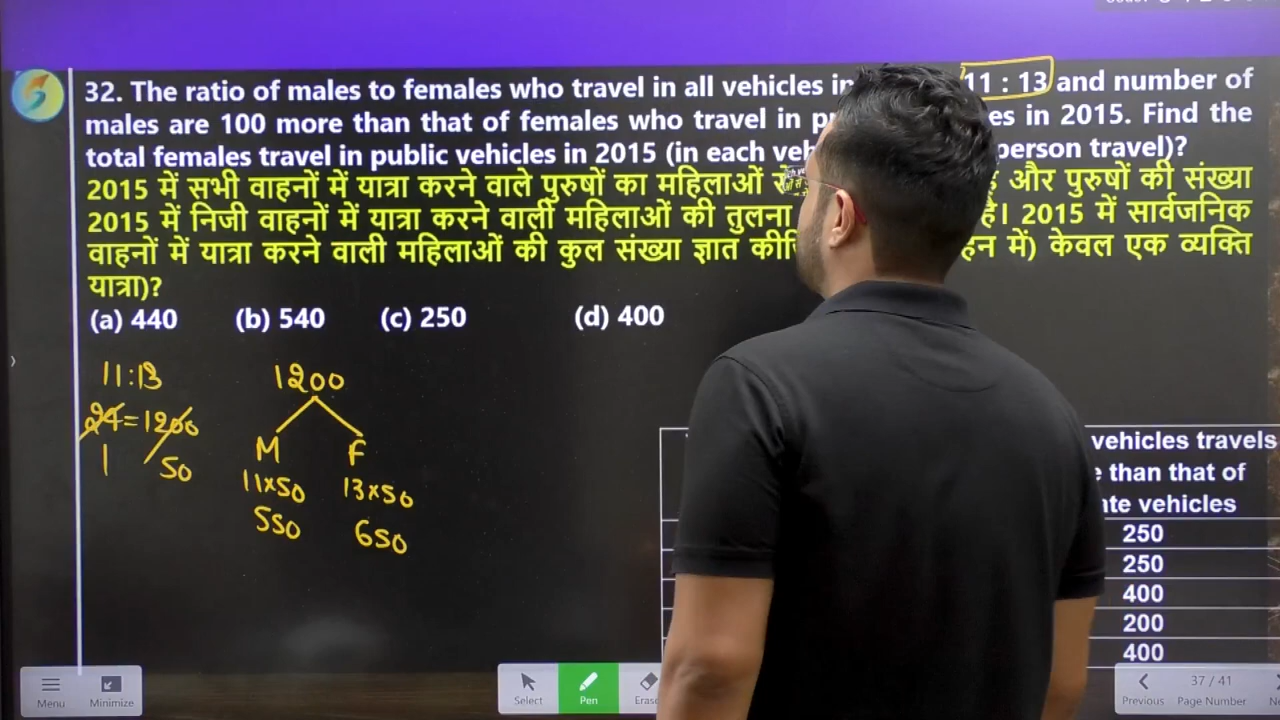 32. The ratio of males to females who travel in all vehicles in 11 : 13 and number of
males are 100 more than that of females who travel in es in 2015. Find the
total females travel in public vehicles in 2015 (in each person travel)?
2015 में सभी वाहनों में यात्रा करने वाले पुरुषों का महिलाओं है और पुरुषों की संख्या
2015 में निजी वाहनों में यात्रा करने वाली महिलाओं की तुलना है। 2015 में सार्वजनिक
वाहनों में यात्रा करने वाली महिलाओं की कुल संख्या ज्ञात में) केवल एक व्यक्ति
यात्रा)?
(a) 440 (b) 540 (c) 250 (d) 400
11:13 1200
24=1200
M F
1 50
11×50 13×50
550 650
vehicles travels
than that of
vehicles
250
250
400
200
400
Menu Minimize Select Pen Erase Previous 37 / 41 Page Number